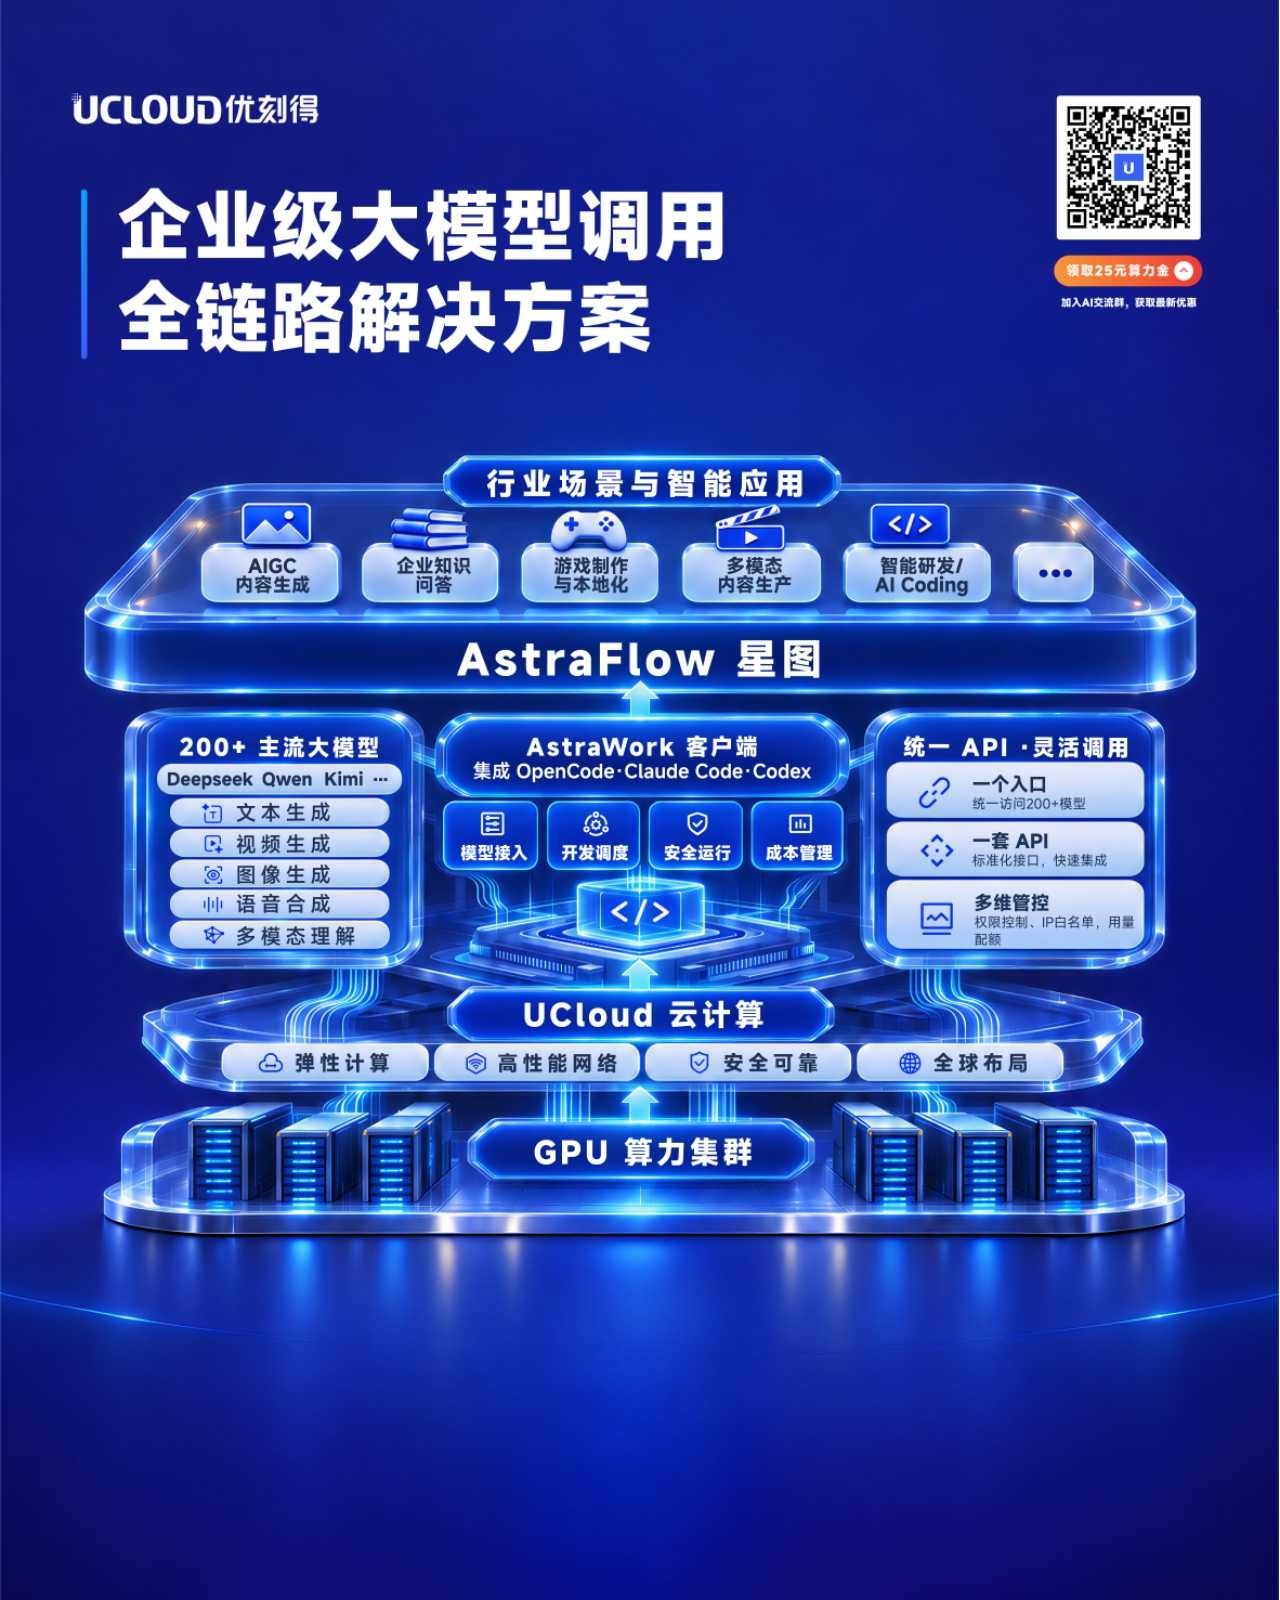 UCLOUD优刻得
企业级大模型调用
全链路解决方案
U
领取25元算力金
加入AI交流群，获取最新优惠
行业场景与智能应用
AIGC
内容生成
企业知识
问答
游戏制作
与本地化
多模态
内容生产
</>
智能研发/
AI Coding
•••
AstraFlow 星图
200+ 主流大模型
Deepseek Qwen Kimi ···
文本生成
视频生成
图像生成
语音合成
多模态理解
AstraWork 客户端
集成 OpenCode·Claude Code·Codex
模型接入
开发调度
安全运行
成本管理
</>
统一 API ·灵活调用
一个入口
统一访问200+模型
一套 API
标准化接口，快速集成
多维管控
权限控制、IP白名单，用量
配额
UCloud 云计算
弹性计算
高性能网络
安全可靠
全球布局
GPU 算力集群